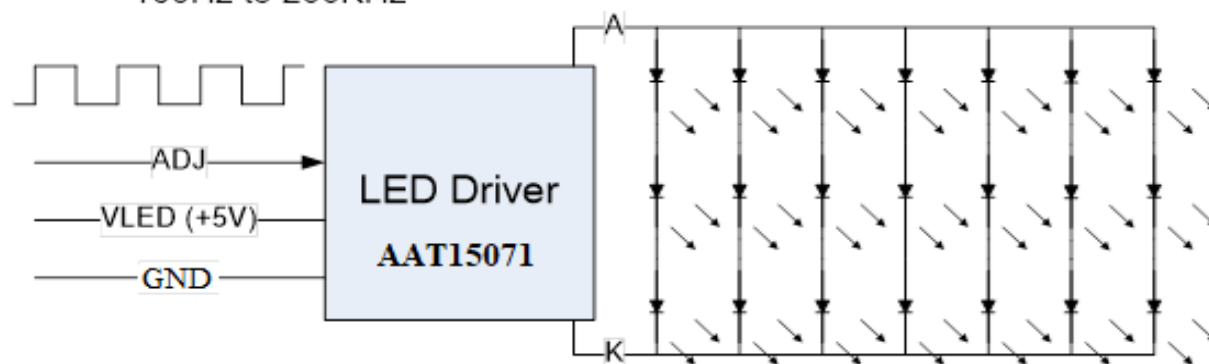 A
ADJ
LED Driver
VLED (+5V)
AAT15071
GND
K